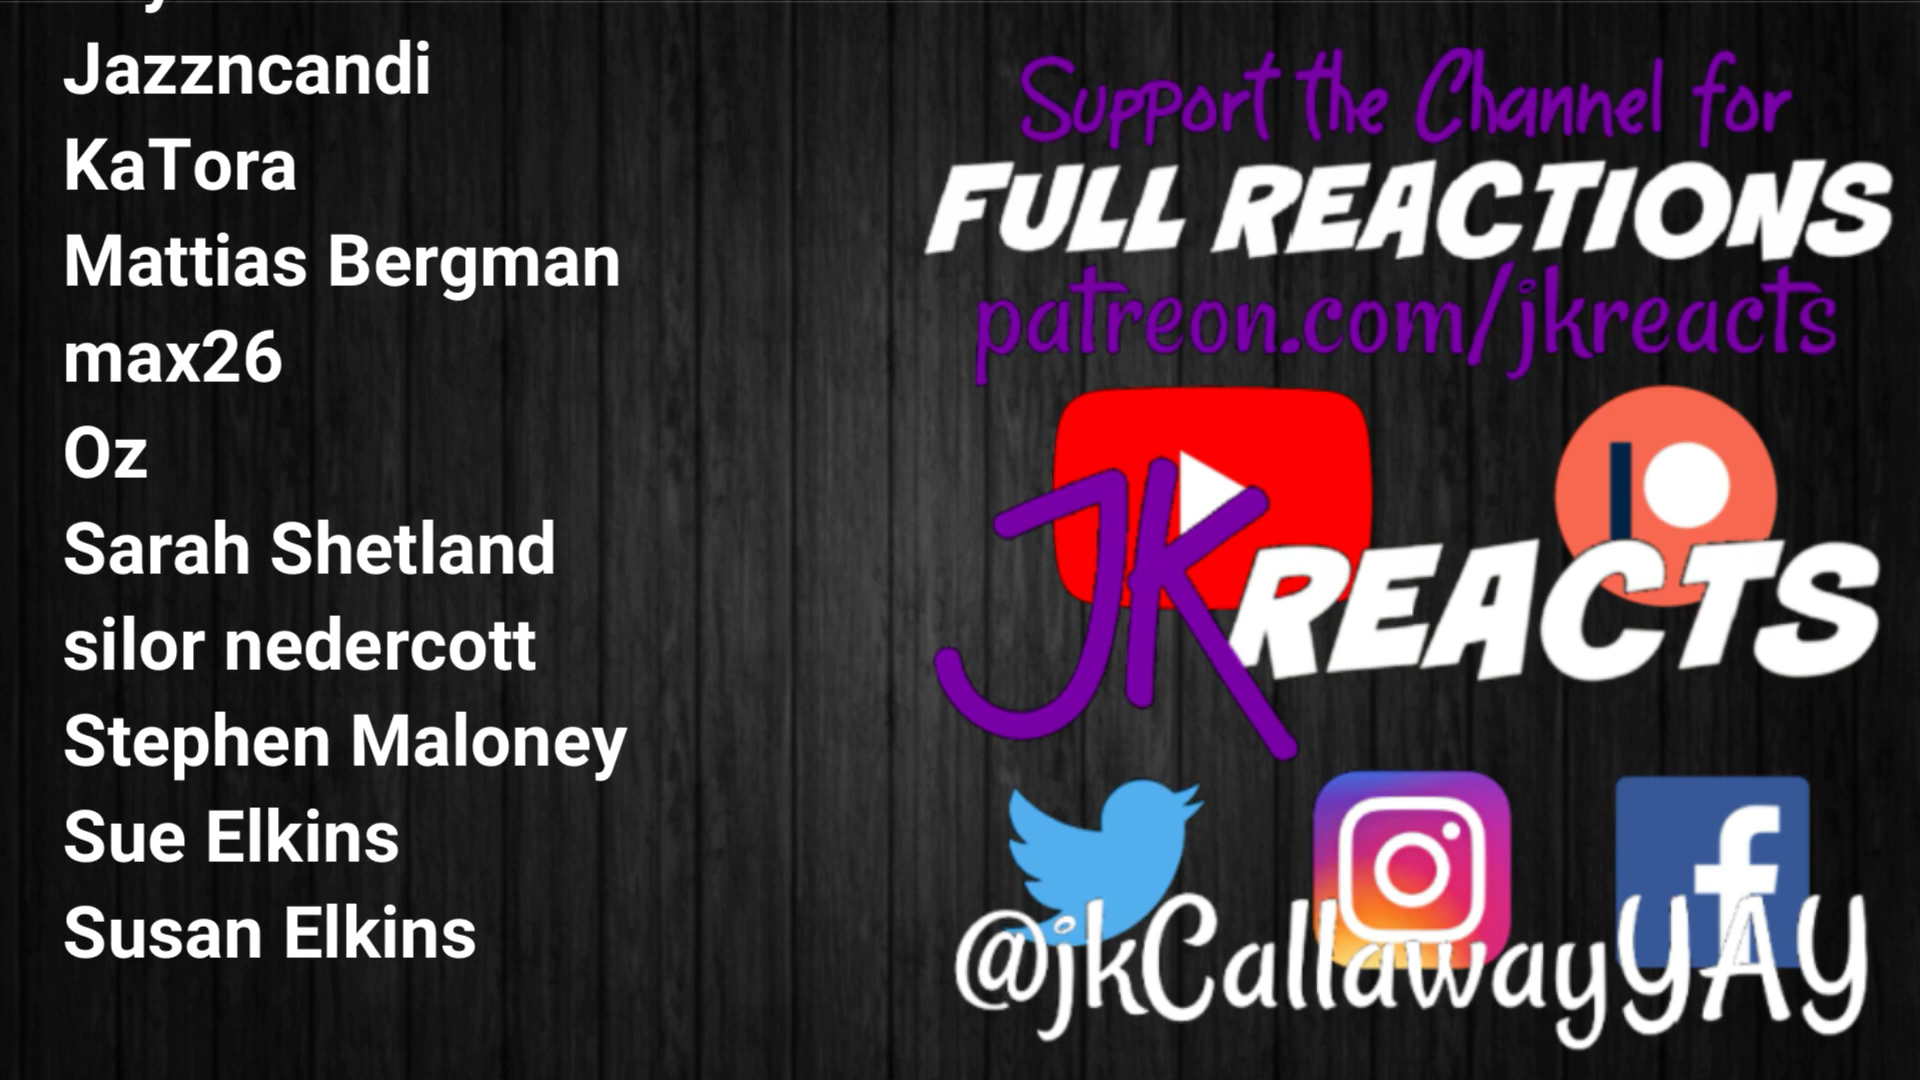 Jazzncandi
KaTora
Mattias Bergman
max26
Oz
Sarah Shetland
silor nedercott
Stephen Maloney
Sue Elkins
Susan Elkins
Support the Channel for
FULL REACTIONS
patreon.com/jkreacts
JK REACTS
@jkCallawayYAY